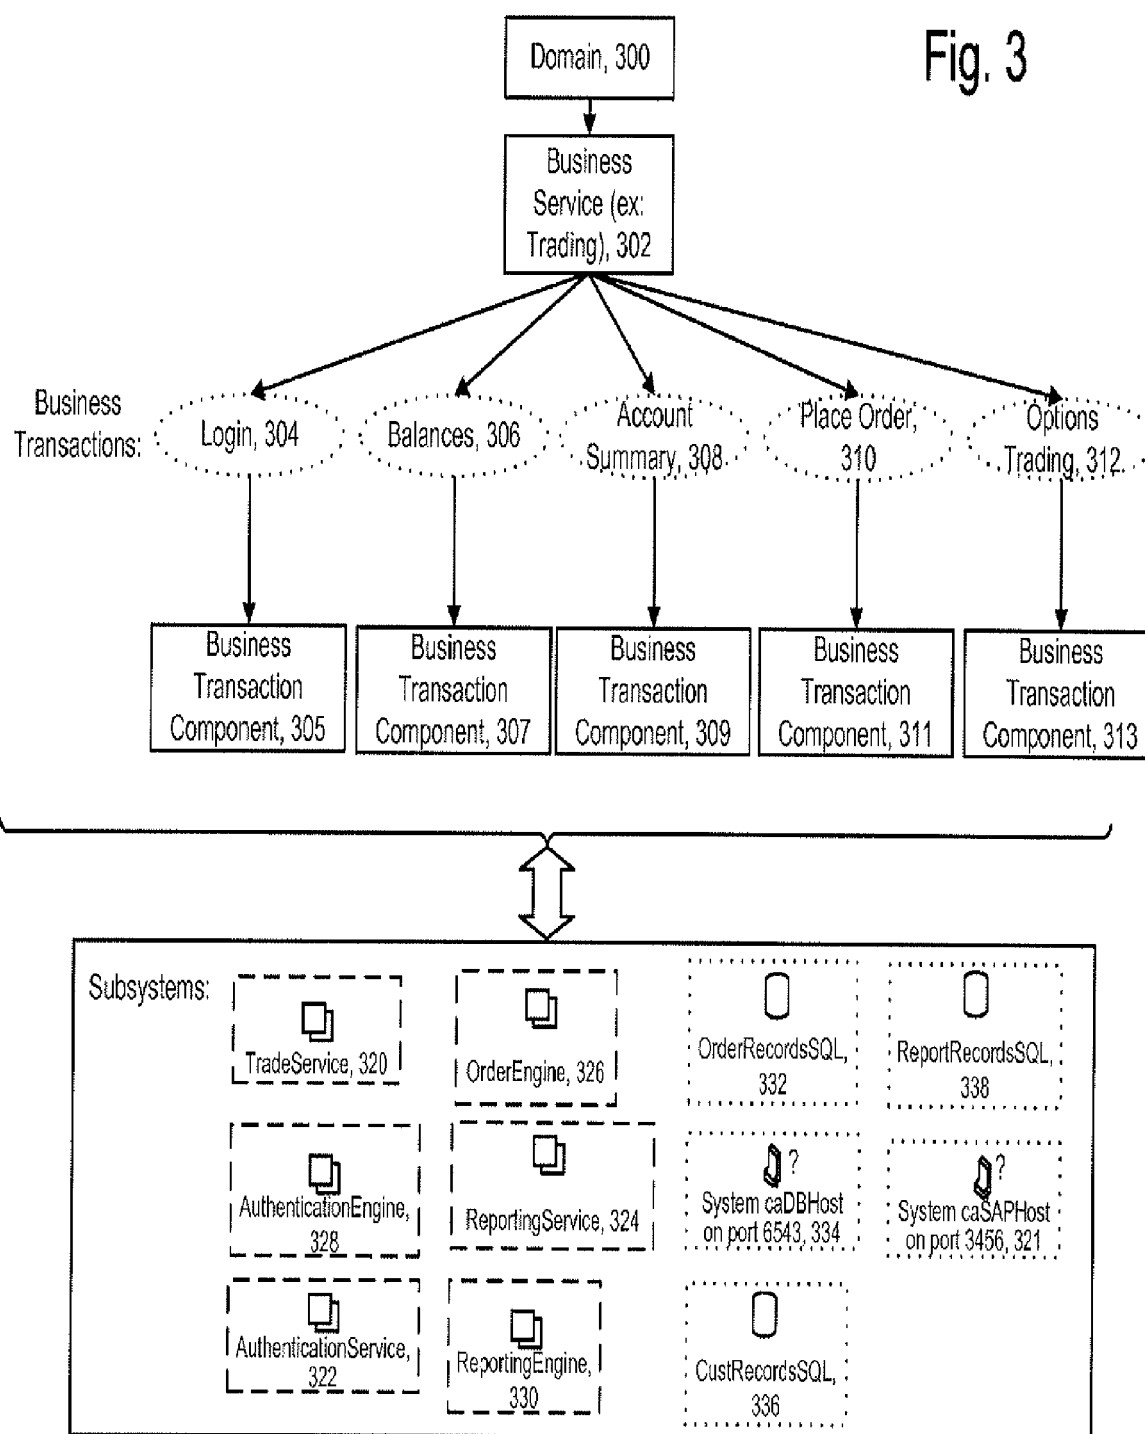 Fig. 3
Domain, 300
Business
Service (ex:
Trading), 302
Business
Transactions:
Login, 304
Balances, 306
Account
Summary, 308
Place Order,
310
Options
Trading, 312
Business
Transaction
Component, 305
Business
Transaction
Component, 307
Business
Transaction
Component, 309
Business
Transaction
Component, 311
Business
Transaction
Component, 313
Subsystems:
TradeService, 320
OrderEngine, 326
OrderRecordsSQL,
332
ReportRecordsSQL,
338
AuthenticationEngine,
328
ReportingService, 324
?
System caDBHost
on port 6543, 334
?
System caSAPHost
on port 3456, 321
AuthenticationService,
322
ReportingEngine,
330
CustRecordsSQL,
336